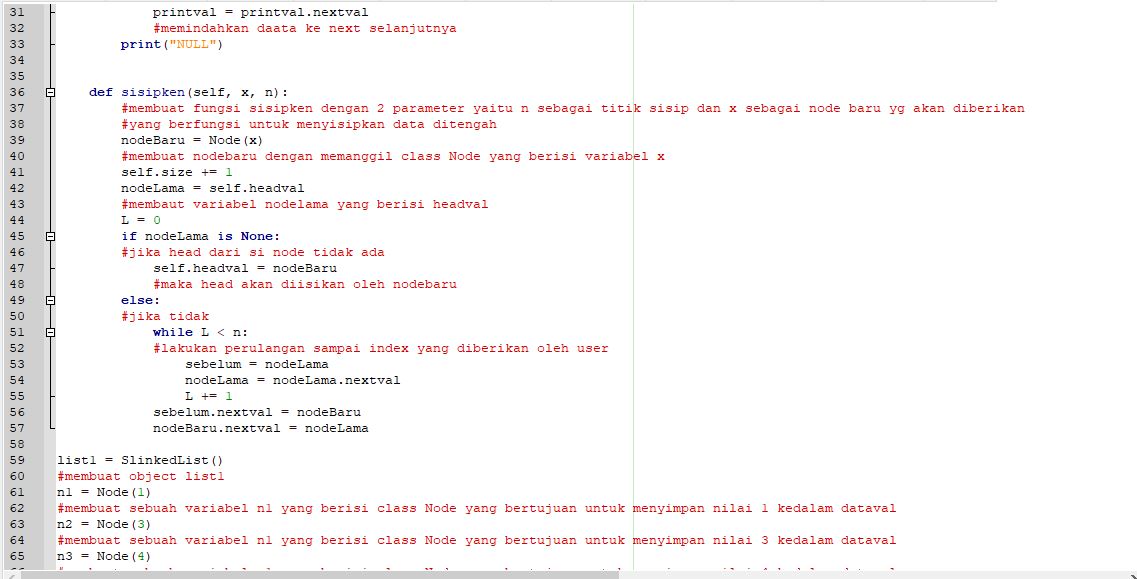 31 printval = printval.nextval
32 #memindahkan daata ke next selanjutnya
33 print("NULL")
34
35
36 def sisipken(self, x, n):
37 #membuat fungsi sisipken dengan 2 parameter yaitu n sebagai titik sisip dan x sebagai node baru yg akan diberikan
38 #yang berfungsi untuk menyisipkan data ditengah
39 nodeBaru = Node(x)
40 #membuat nodebaru dengan memanggil class Node yang berisi variabel x
41 self.size += 1
42 nodeLama = self.headval
43 #membaut variabel nodelama yang berisi headval
44 L = 0
45 if nodeLama is None:
46 #jika head dari si node tidak ada
47 self.headval = nodeBaru
48 #maka head akan diisikan oleh nodebaru
49 else:
50 #jika tidak
51 while L < n:
52 #lakukan perulangan sampai index yang diberikan oleh user
53 sebelum = nodeLama
54 nodeLama = nodeLama.nextval
55 L += 1
56 sebelum.nextval = nodeBaru
57 nodeBaru.nextval = nodeLama
58
59 list1 = SlinkedList()
60 #membuat object list1
61 n1 = Node(1)
62 #membuat sebuah variabel n1 yang berisi class Node yang bertujuan untuk menyimpan nilai 1 kedalam dataval
63 n2 = Node(3)
64 #membuat sebuah variabel n1 yang berisi class Node yang bertujuan untuk menyimpan nilai 3 kedalam dataval
65 n3 = Node(4)